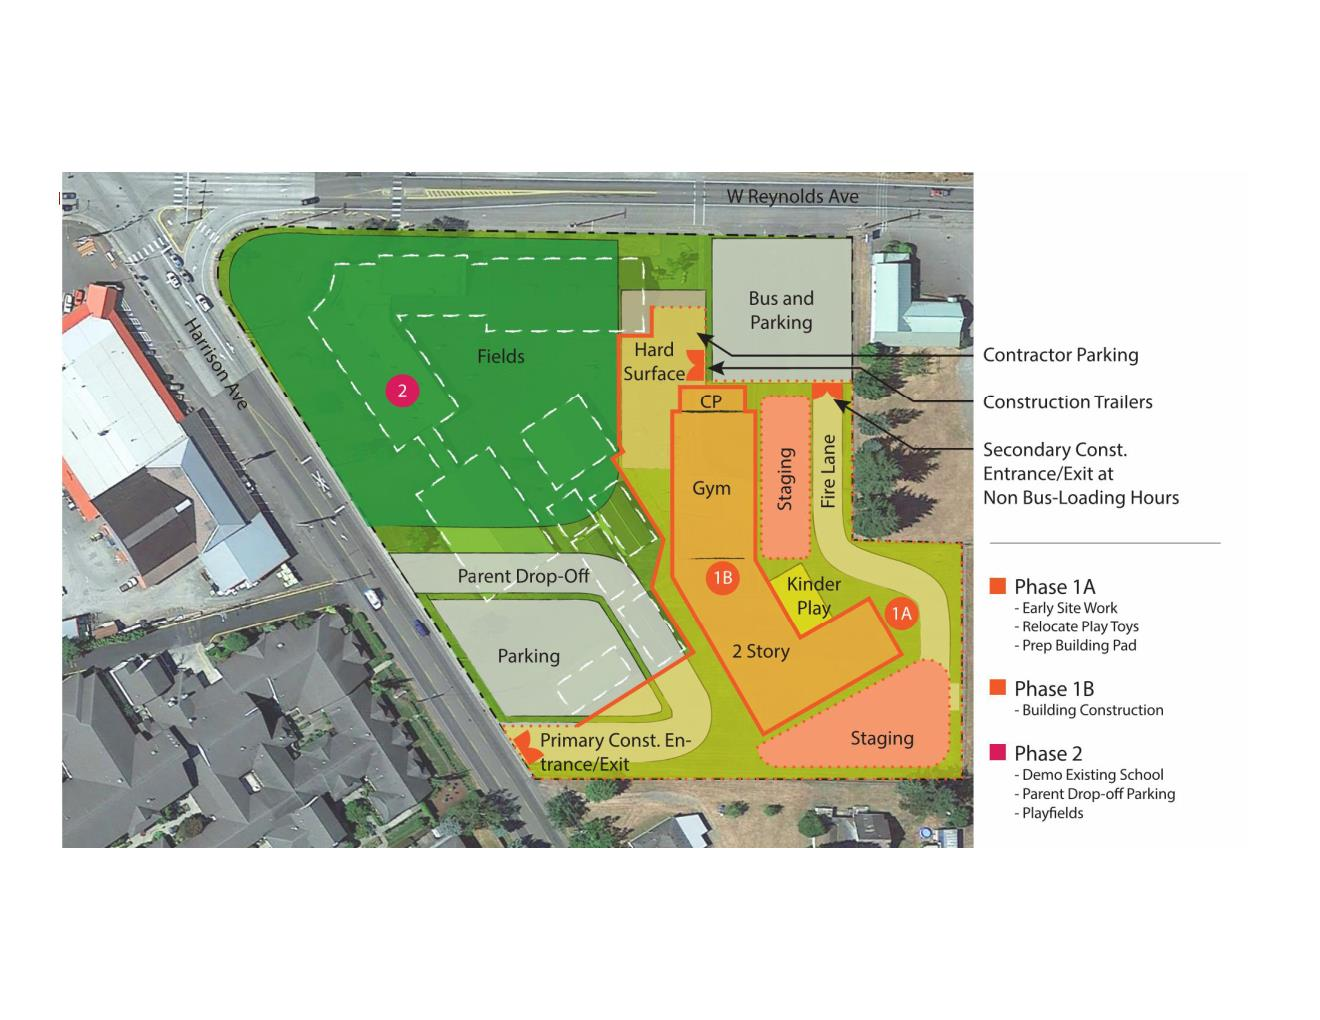 W Reynolds Ave
Harrison Ave
Bus and
Parking
Hard
Surface
Fields
2
CP
Gym
Staging
Fire Lane
1B
Kinder
Play
1A
2 Story
Parent Drop-Off
Parking
Staging
Primary Const. En-
trance/Exit
Contractor Parking
Construction Trailers
Secondary Const.
Entrance/Exit at
Non Bus-Loading Hours
Phase 1A
- Early Site Work
- Relocate Play Toys
- Prep Building Pad
Phase 1B
- Building Construction
Phase 2
- Demo Existing School
- Parent Drop-off Parking
- Playfields